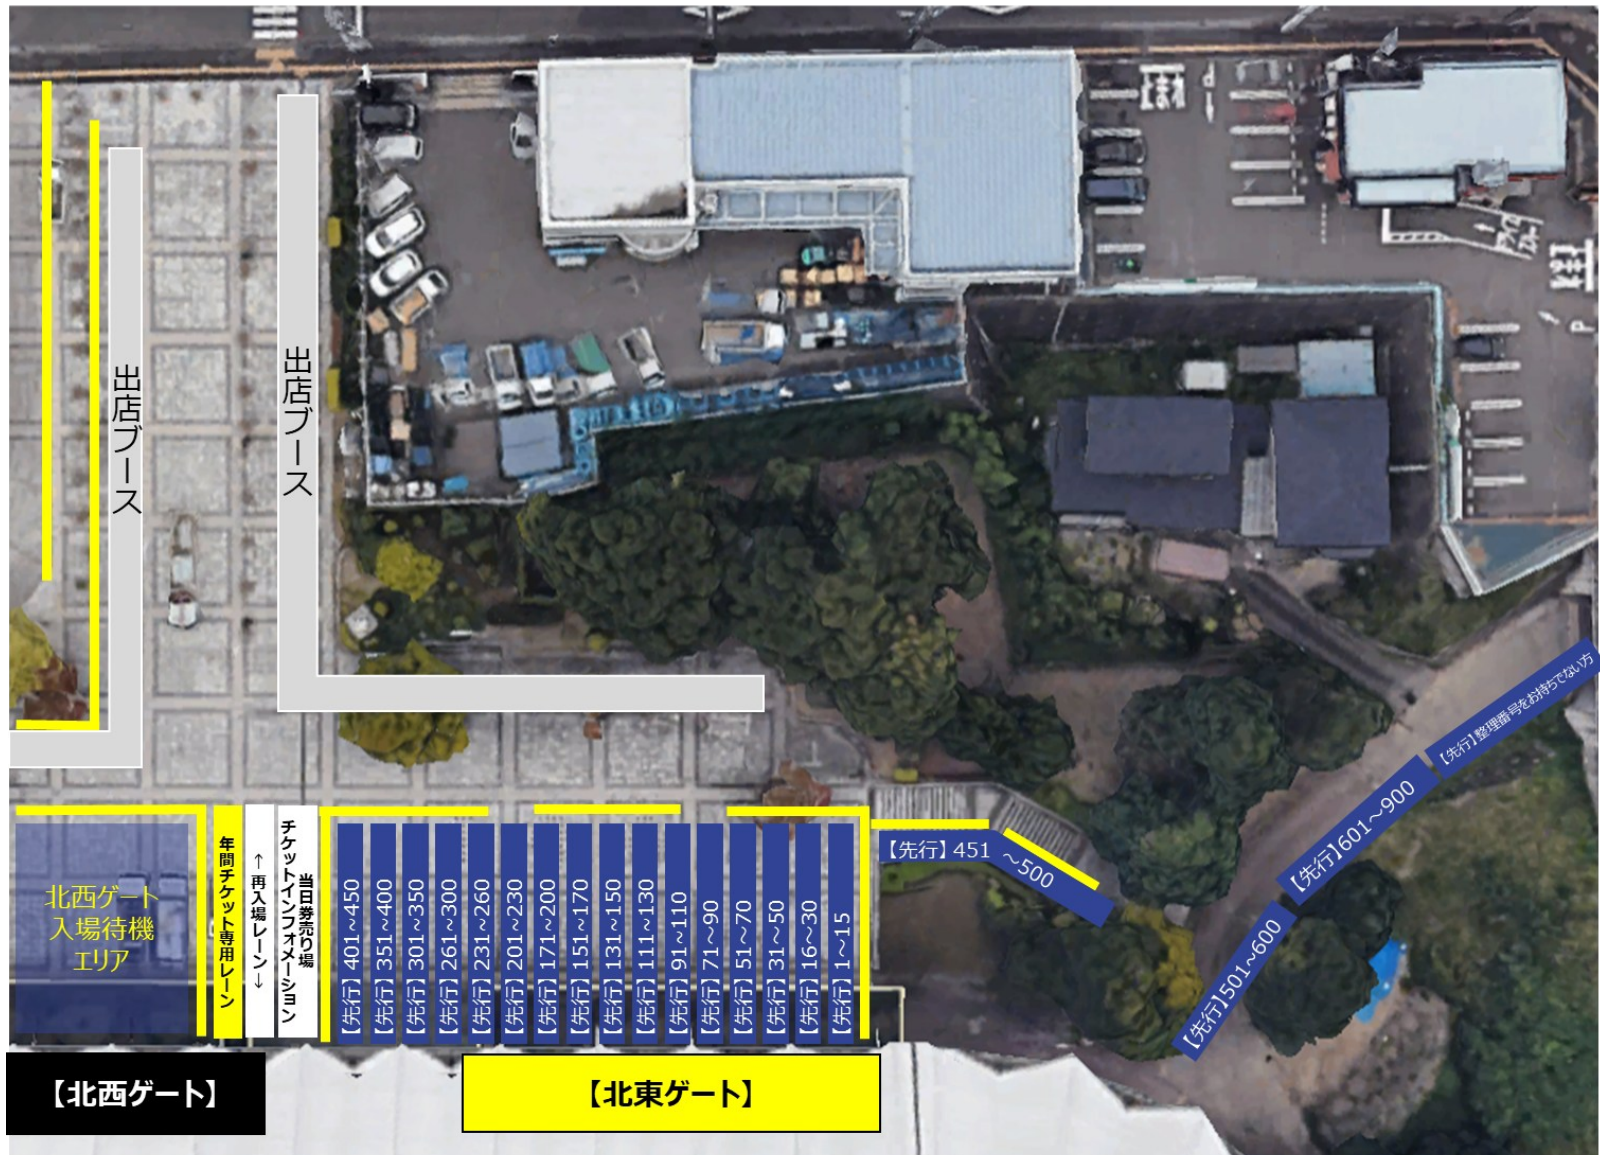 出店ブース
出店ブース
北西ゲート
入場待機
エリア
年間チケット専用レーン
↑再入場レーン↓
当日券売り場
チケットインフォメーション
【先行】401~450
【先行】351~400
【先行】301~350
【先行】261~300
【先行】231~260
【先行】201~230
【先行】171~200
【先行】151~170
【先行】131~150
【先行】111~130
【先行】91~110
【先行】71~90
【先行】51~70
【先行】31~50
【先行】16~30
【先行】1~15
【先行】451 ~500
【先行】501~600
【先行】601~900
【先行】整理番号をお持ちでない方
【北西ゲート】
【北東ゲート】